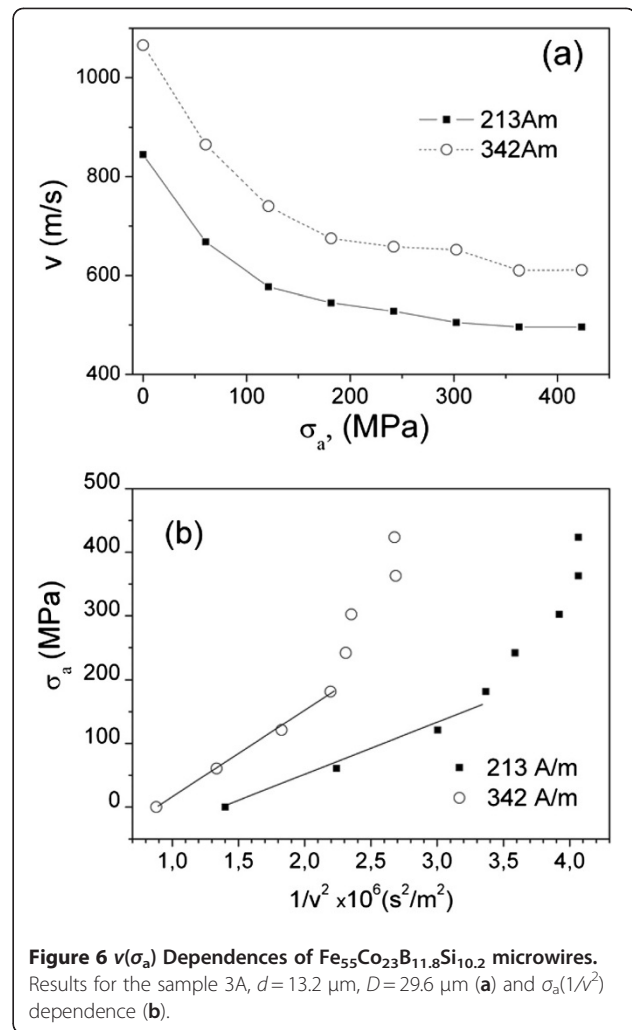 (a)
213Am
342Am
1000
800
600
400
v (m/s)
0 100 200 300 400
σa, (MPa)
(b)
500
400
300
200
100
0
σa (MPa)
213 A/m
342 A/m
1,0 1,5 2,0 2,5 3,0 3,5 4,0
1/v² x10⁶(s²/m²)
Figure 6 v(σa) Dependences of Fe₅₅Co₂₃B₁₁.₈Si₁₀.₂ microwires.
Results for the sample 3A, d = 13.2 μm, D = 29.6 μm (a) and σa(1/v²)
dependence (b).